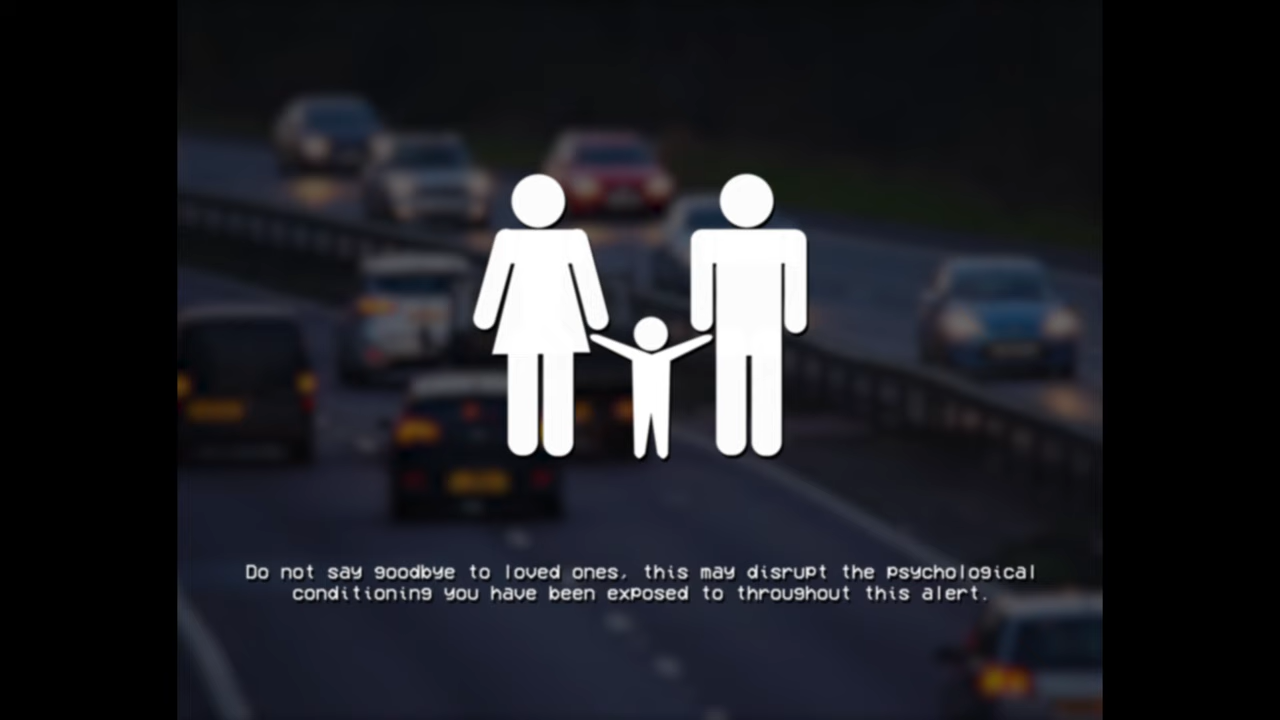 Do not say goodbye to loved ones, this may disrupt the psychological
conditioning you have been exposed to throughout this alert.